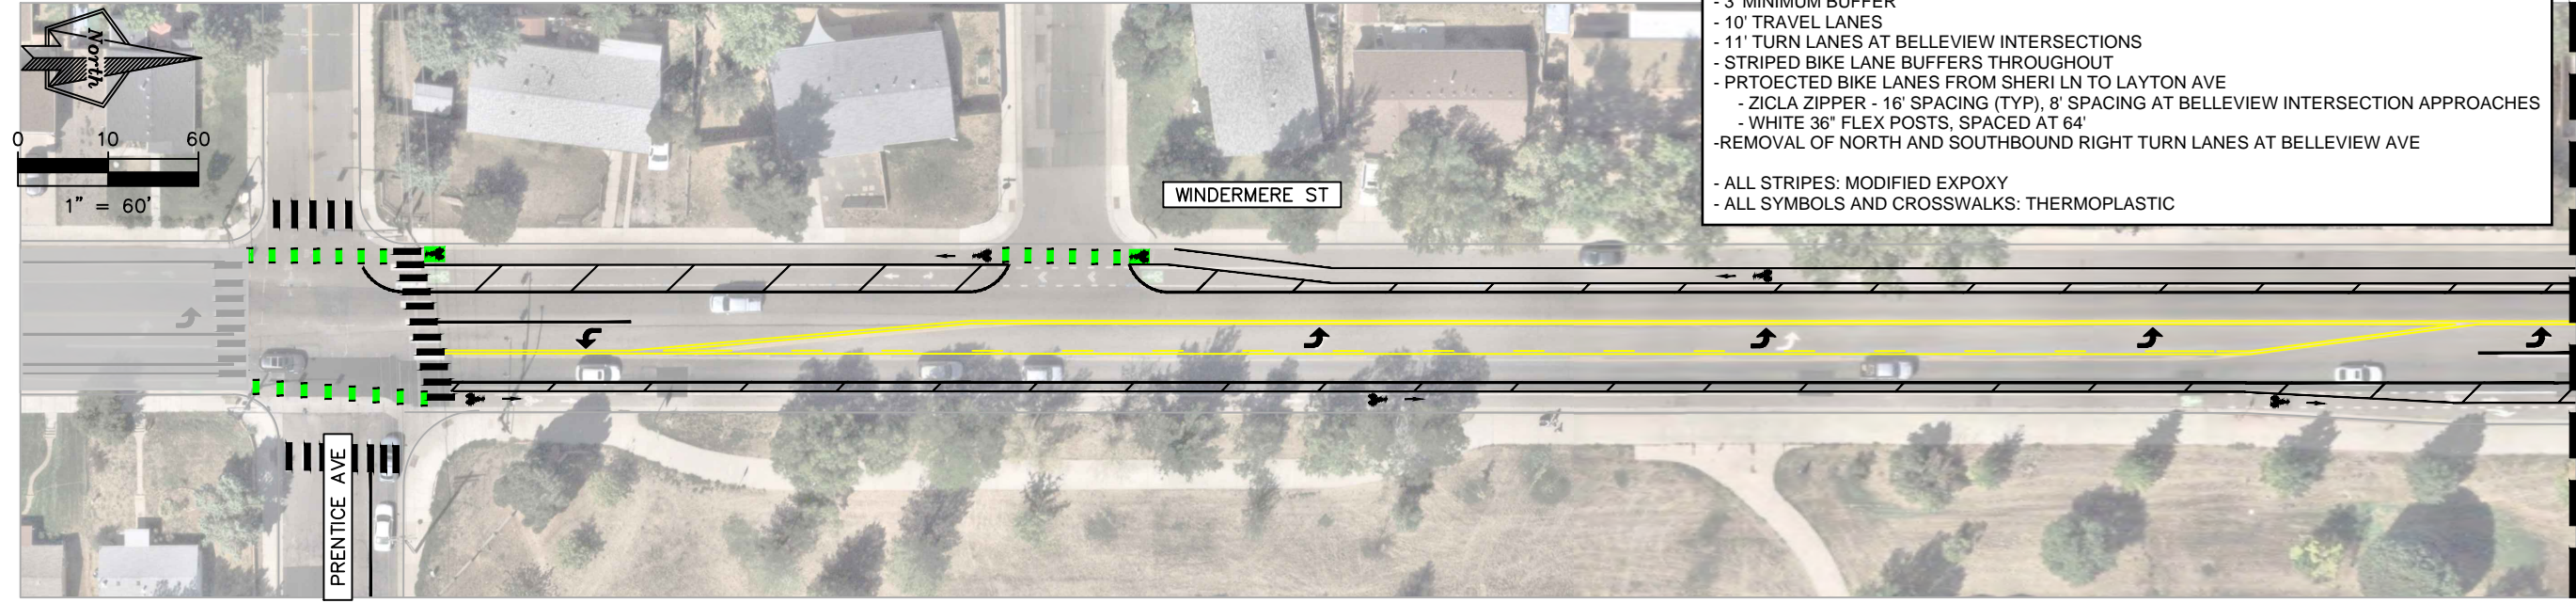 North
0 10 60
1" = 60'
- 3' MINIMUM BUFFER
- 10' TRAVEL LANES
- 11' TURN LANES AT BELLEVIEW INTERSECTIONS
- STRIPED BIKE LANE BUFFERS THROUGHOUT
- PRTOECTED BIKE LANES FROM SHERI LN TO LAYTON AVE
- ZICLA ZIPPER - 16' SPACING (TYP), 8' SPACING AT BELLEVIEW INTERSECTION APPROACHES
- WHITE 36" FLEX POSTS, SPACED AT 64'
-REMOVAL OF NORTH AND SOUTHBOUND RIGHT TURN LANES AT BELLEVIEW AVE
- ALL STRIPES: MODIFIED EXPOXY
- ALL SYMBOLS AND CROSSWALKS: THERMOPLASTIC
WINDERMERE ST
PRENTICE AVE